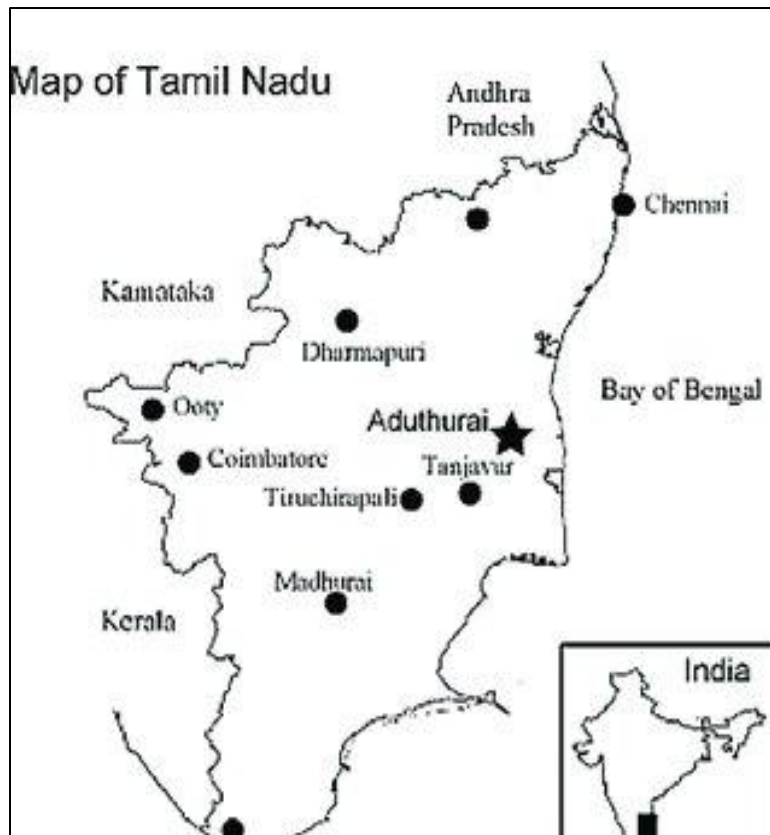 Map of Tamil Nadu
Andhra
Pradesh
Chennai
Kamataka
Dharmapuri
Bay of Bengal
Ooty
Aduthurai
Coimbatore
Tanjavur
Tiruchirapali
Madhurai
Kerala
India